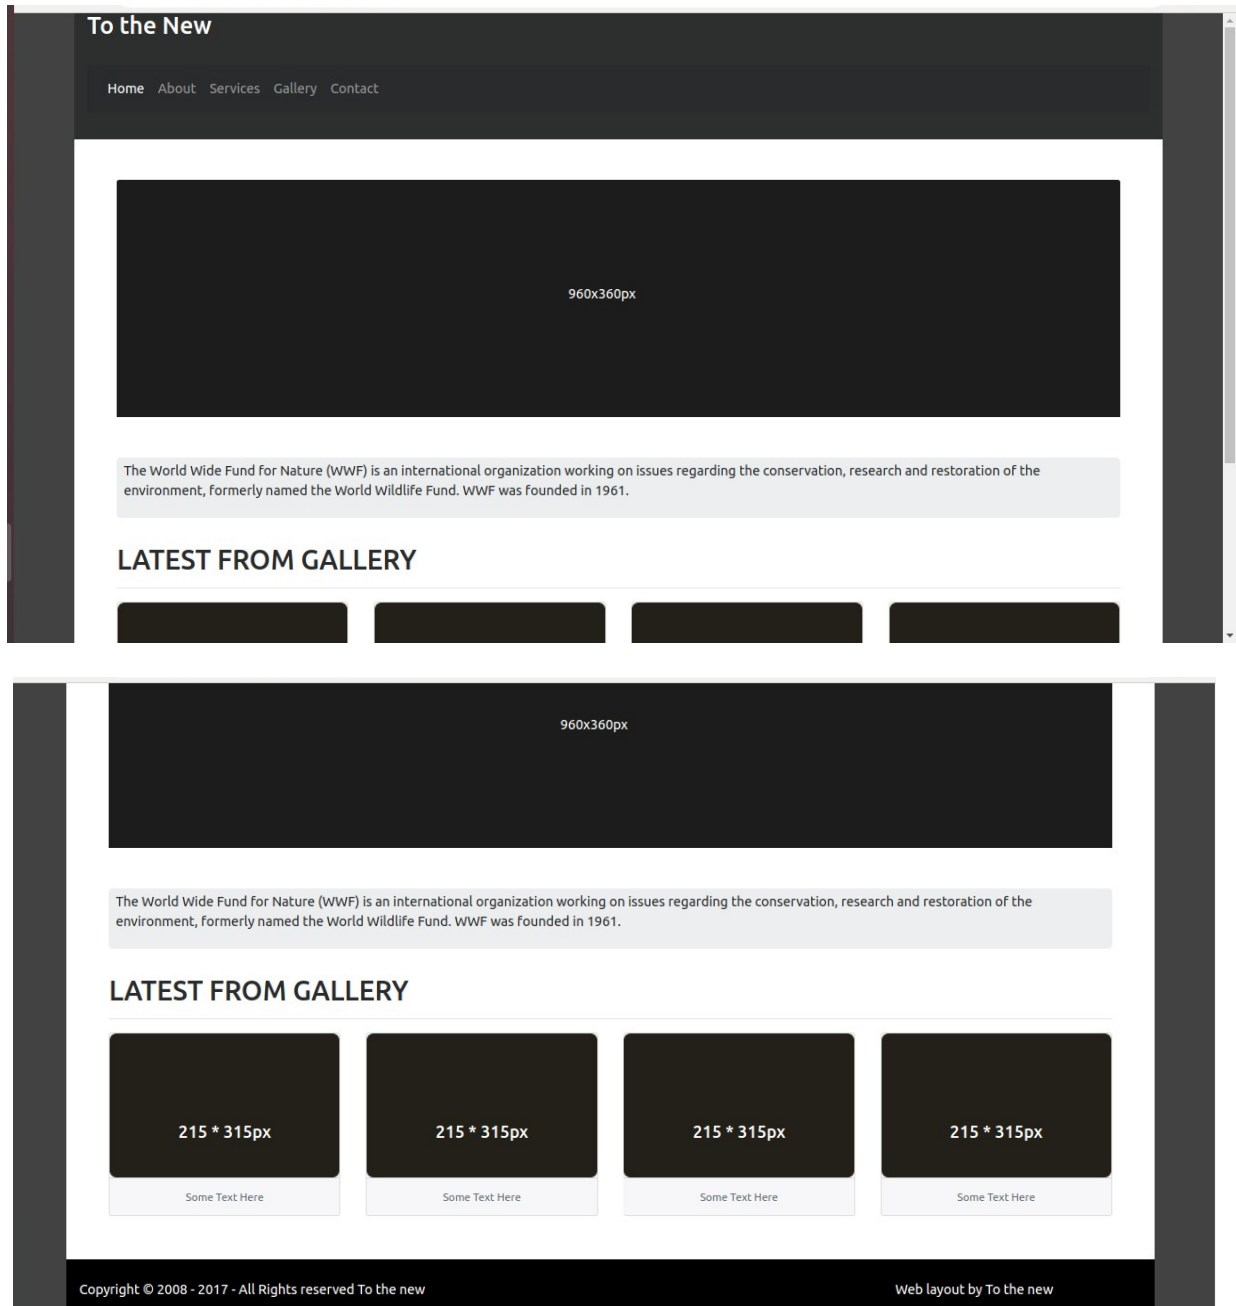 To the New
Home About Services Gallery Contact
960x360px
The World Wide Fund for Nature (WWF) is an international organization working on issues regarding the conservation, research and restoration of the
environment, formerly named the World Wildlife Fund. WWF was founded in 1961.
LATEST FROM GALLERY
960x360px
The World Wide Fund for Nature (WWF) is an international organization working on issues regarding the conservation, research and restoration of the
environment, formerly named the World Wildlife Fund. WWF was founded in 1961.
LATEST FROM GALLERY
215 * 315px 215 * 315px 215 * 315px 215 * 315px
Some Text Here Some Text Here Some Text Here Some Text Here
Copyright © 2008 - 2017 - All Rights reserved To the new Web layout by To the new